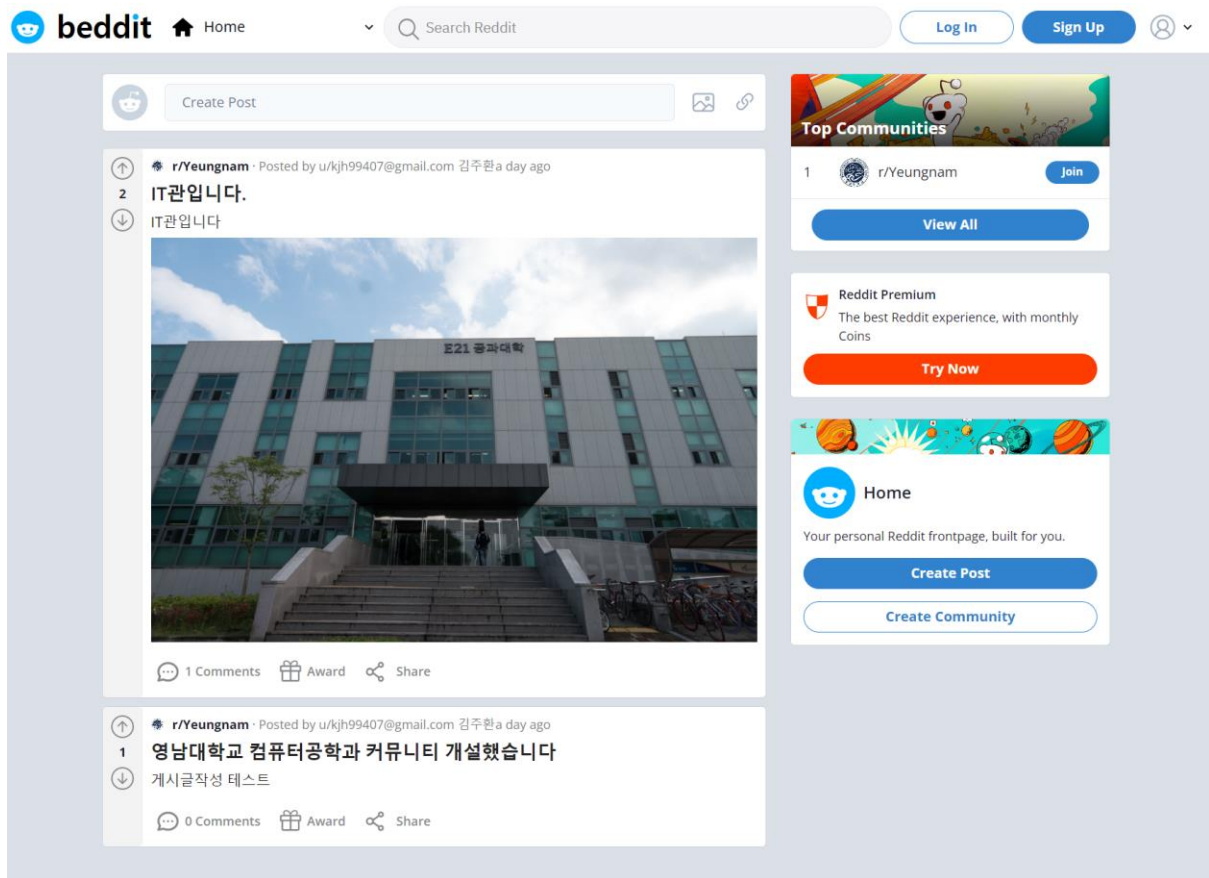 beddit
Home
Search Reddit
Log In
Sign Up
Create Post
r/Yeungnam · Posted by u/kjh99407@gmail.com 김주환a day ago
2
IT관입니다.
IT관입니다
E21 공과대학
1 Comments
Award
Share
r/Yeungnam · Posted by u/kjh99407@gmail.com 김주환a day ago
1
영남대학교 컴퓨터공학과 커뮤니티 개설했습니다
게시글작성 테스트
0 Comments
Award
Share
Top Communities
1
r/Yeungnam
Join
View All
Reddit Premium
The best Reddit experience, with monthly
Coins
Try Now
Home
Your personal Reddit frontpage, built for you.
Create Post
Create Community